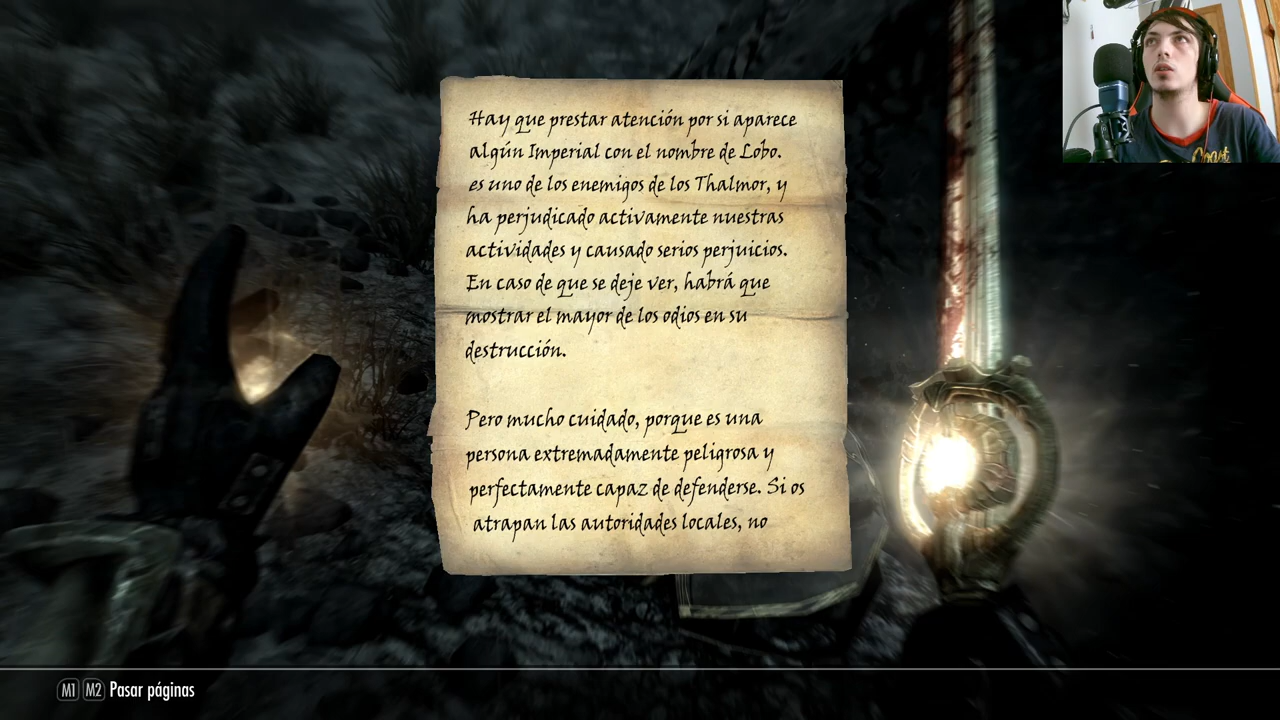 Hay que prestar atención por si aparece
algún Imperial con el nombre de Lobo.
es uno de los enemigos de los Thalmor, y
ha perjudicado activamente nuestras
actividades y causado serios perjuicios.
En caso de que se deje ver, habrá que
mostrar el mayor de los odios en su
destrucción.
Pero mucho cuidado, porque es una
persona extremadamente peligrosa y
perfectamente capaz de defenderse. Si os
atrapan las autoridades locales, no
M1 M2 Pasar páginas
Coast